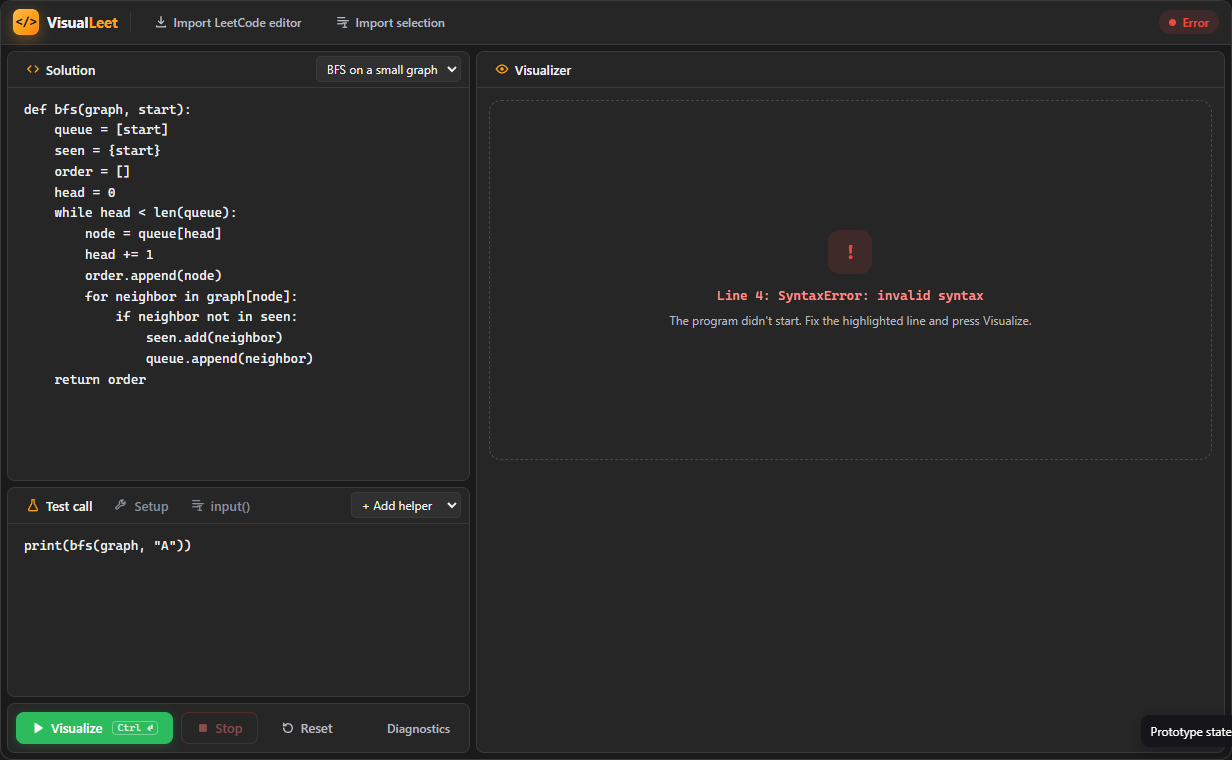 </> VisualLeet Import LeetCode editor Import selection Error
Solution BFS on a small graph
def bfs(graph, start):
    queue = [start]
    seen = {start}
    order = []
    head = 0
    while head < len(queue):
        node = queue[head]
        head += 1
        order.append(node)
        for neighbor in graph[node]:
            if neighbor not in seen:
                seen.add(neighbor)
                queue.append(neighbor)
    return order
Test call Setup input() + Add helper
print(bfs(graph, "A"))
Visualize Ctrl ↵ Stop Reset Diagnostics
Visualizer
!
Line 4: SyntaxError: invalid syntax
The program didn't start. Fix the highlighted line and press Visualize.
Prototype state